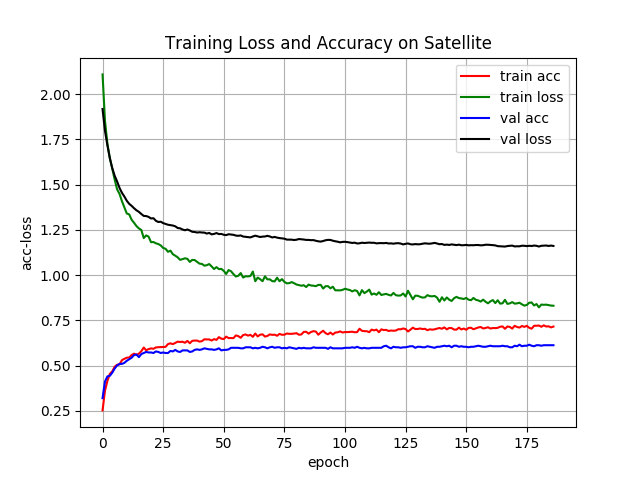 Training Loss and Accuracy on Satellite
train acc
train loss
val acc
val loss
acc-loss
2.00
1.75
1.50
1.25
1.00
0.75
0.50
0.25
0 25 50 75 100 125 150 175
epoch